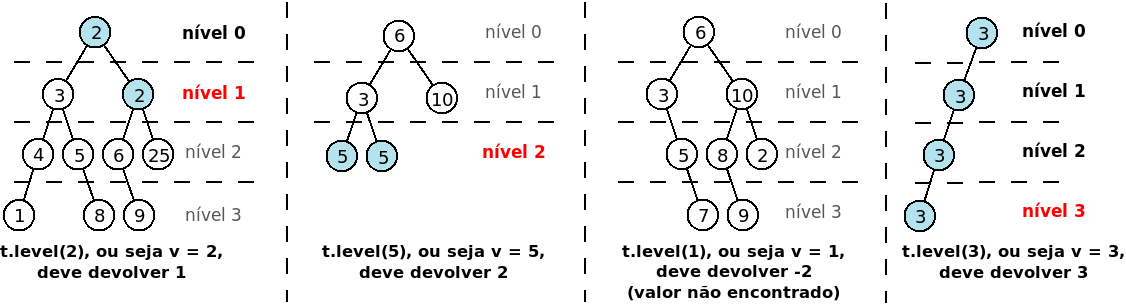 2
nível 0
3
2
nível 1
4
5
6
25
nível 2
1
8
9
nível 3
t.level(2), ou seja v = 2,
deve devolver 1
6
nível 0
3
10
nível 1
5
5
nível 2
t.level(5), ou seja v = 5,
deve devolver 2
6
nível 0
3
10
nível 1
5
8
2
nível 2
7
9
nível 3
t.level(1), ou seja v = 1,
deve devolver -2
(valor não encontrado)
3
nível 0
3
nível 1
3
nível 2
3
nível 3
t.level(3), ou seja v = 3,
deve devolver 3